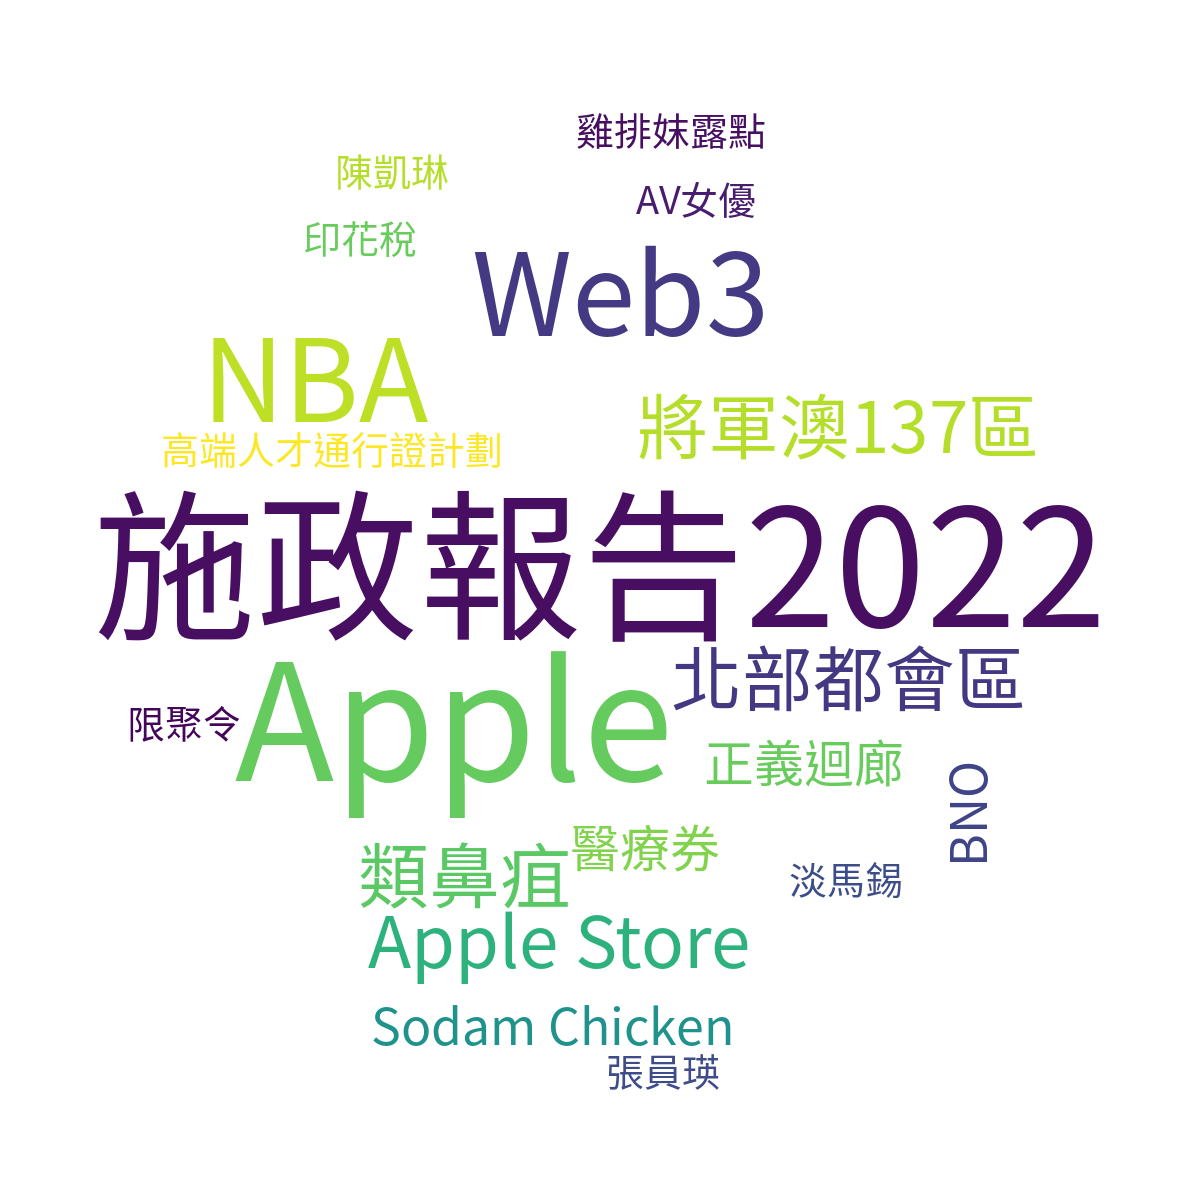 雞排妹露點
陳凱琳
AV女優
印花稅
Web3
NBA
將軍澳137區
高端人才通行證計劃
施政報告2022
北部都會區
Apple
限聚令
正義迴廊
BNO
醫療券
類鼻疽
淡馬錫
Apple Store
Sodam Chicken
張員瑛